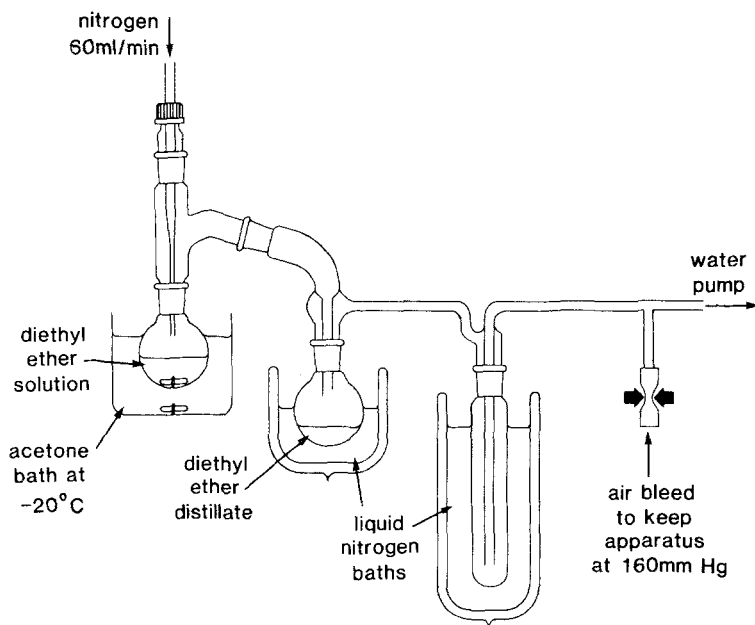 nitrogen
60ml/min
water
pump
diethyl
ether
solution
acetone
bath at
-20°C
diethyl
ether
distillate
liquid
nitrogen
baths
air bleed
to keep
apparatus
at 160mm Hg